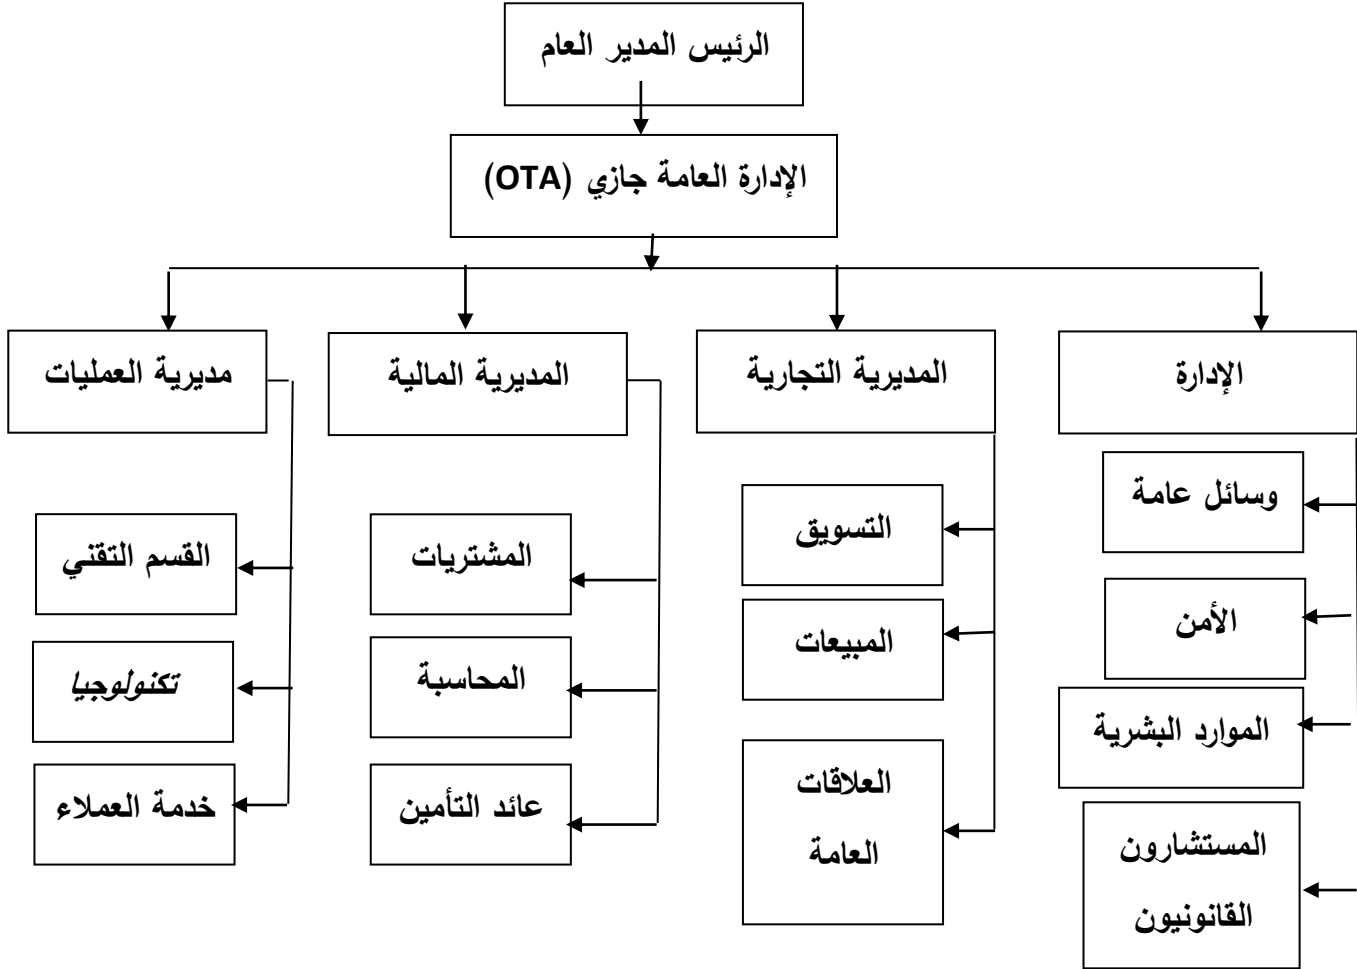 الرئيس المدير العام
الإدارة العامة جازي (OTA)
الإدارة
المديرية التجارية
المديرية المالية
مديرية العمليات
وسائل عامة
الأمن
الموارد البشرية
المستشارون
القانونيون
التسويق
المبيعات
العلاقات
العامة
المشتريات
المحاسبة
عائد التأمين
القسم التقني
تكنولوجيا
خدمة العملاء